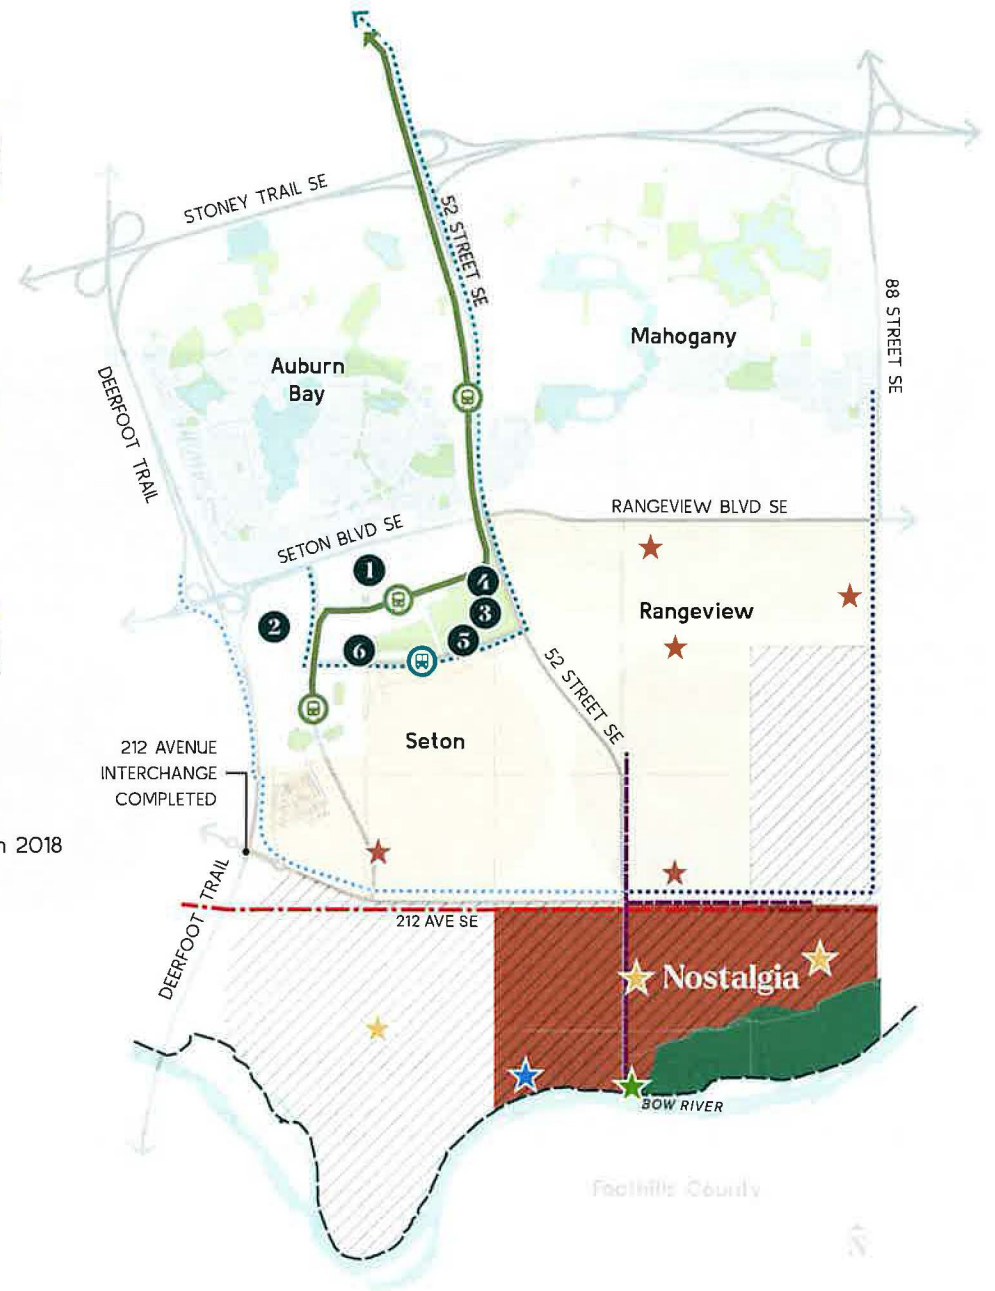 STONEY TRAIL SE
52 STREET SE
88 STREET SE
Mahogany
Auburn
Bay
DEERFOOT TRAIL
RANGEVIEW BLVD SE
SETON BLVD SE
1
4
2
3
Rangeview
5
6
52 STREET SE
Seton
212 AVENUE
INTERCHANGE
COMPLETED
n 2018
DEERFOOT TRAIL
212 AVE SE
Nostalgia
BOW RIVER
Foothills County
N